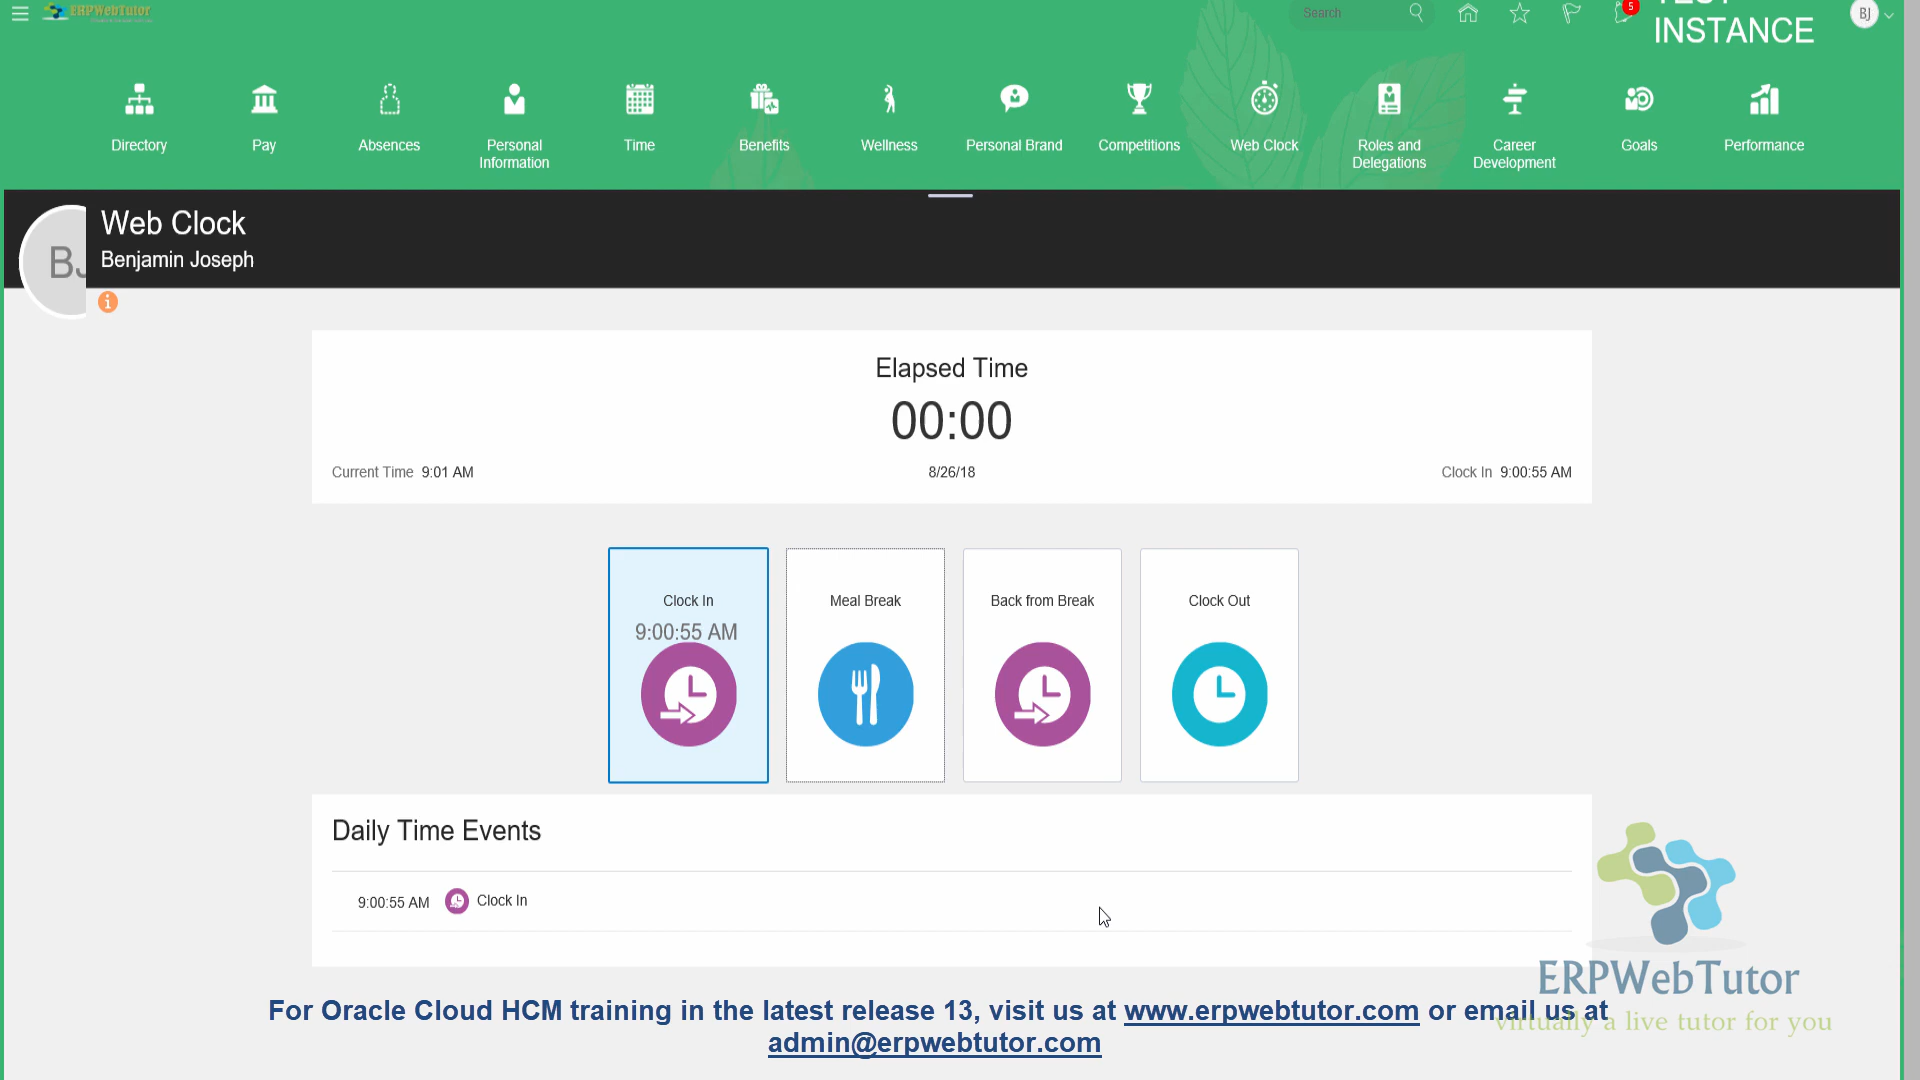 ERPWebTutor
Search
5
INSTANCE
BJ
Directory
Pay
Absences
Personal
Information
Time
Benefits
Wellness
Personal Brand
Competitions
Web Clock
Roles and
Delegations
Career
Development
Goals
Performance
BJ
Web Clock
Benjamin Joseph
Elapsed Time
00:00
Current Time 9:01 AM
8/26/18
Clock In 9:00:55 AM
Clock In
9:00:55 AM
Meal Break
Back from Break
Clock Out
Daily Time Events
9:00:55 AM Clock In
ERPWebTutor
virtually a live tutor for you
For Oracle Cloud HCM training in the latest release 13, visit us at www.erpwebtutor.com or email us at
admin@erpwebtutor.com